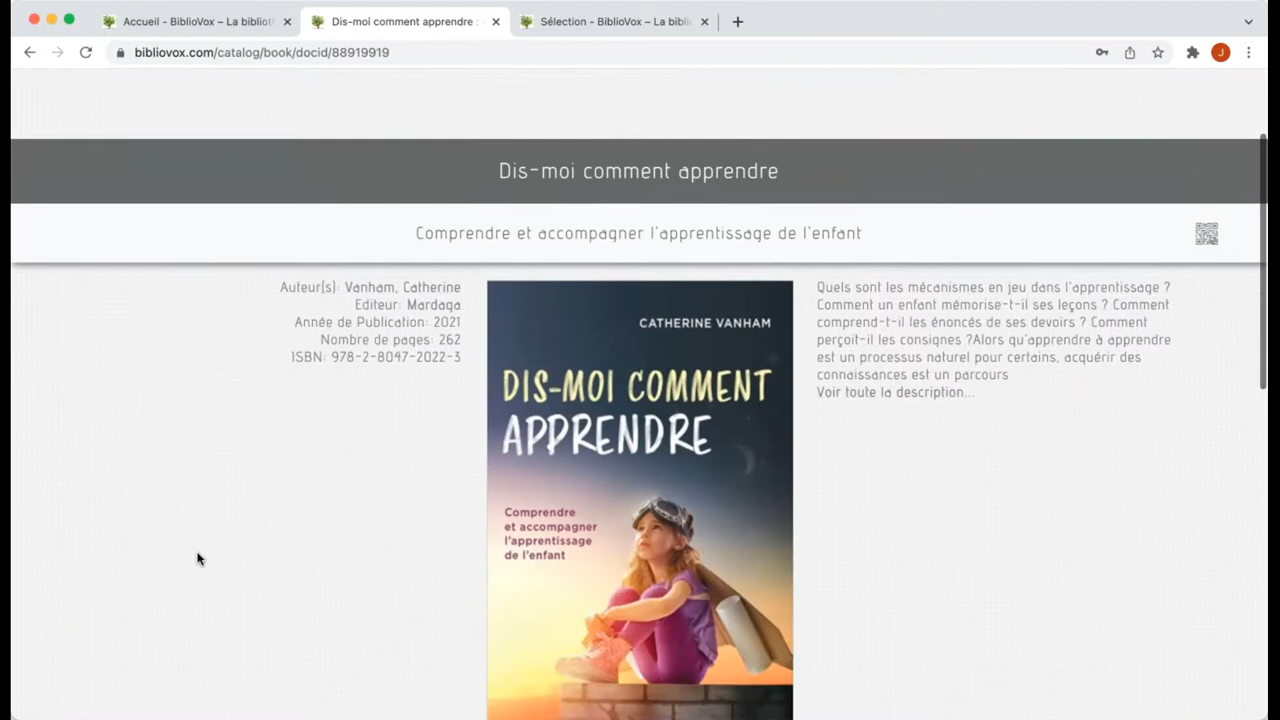 Accueil - BiblioVox – La bibliot
Dis-moi comment apprendre :
Sélection - BiblioVox – La bibli
bibliovox.com/catalog/book/docid/88919919
J
Dis-moi comment apprendre
Comprendre et accompagner l'apprentissage de l'enfant
Auteur(s): Vanham, Catherine
Editeur: Mardaga
Année de Publication: 2021
Nombre de pages: 262
ISBN: 978-2-8047-2022-3
CATHERINE VANHAM
DIS-MOI COMMENT
APPRENDRE
Comprendre
et accompagner
l'apprentissage
de l'enfant
Quels sont les mécanismes en jeu dans l'apprentissage ?
Comment un enfant mémorise-t-il ses leçons ? Comment
comprend-t-il les énoncés de ses devoirs ? Comment
perçoit-il les consignes ?Alors qu'apprendre à apprendre
est un processus naturel pour certains, acquérir des
connaissances est un parcours
Voir toute la description...